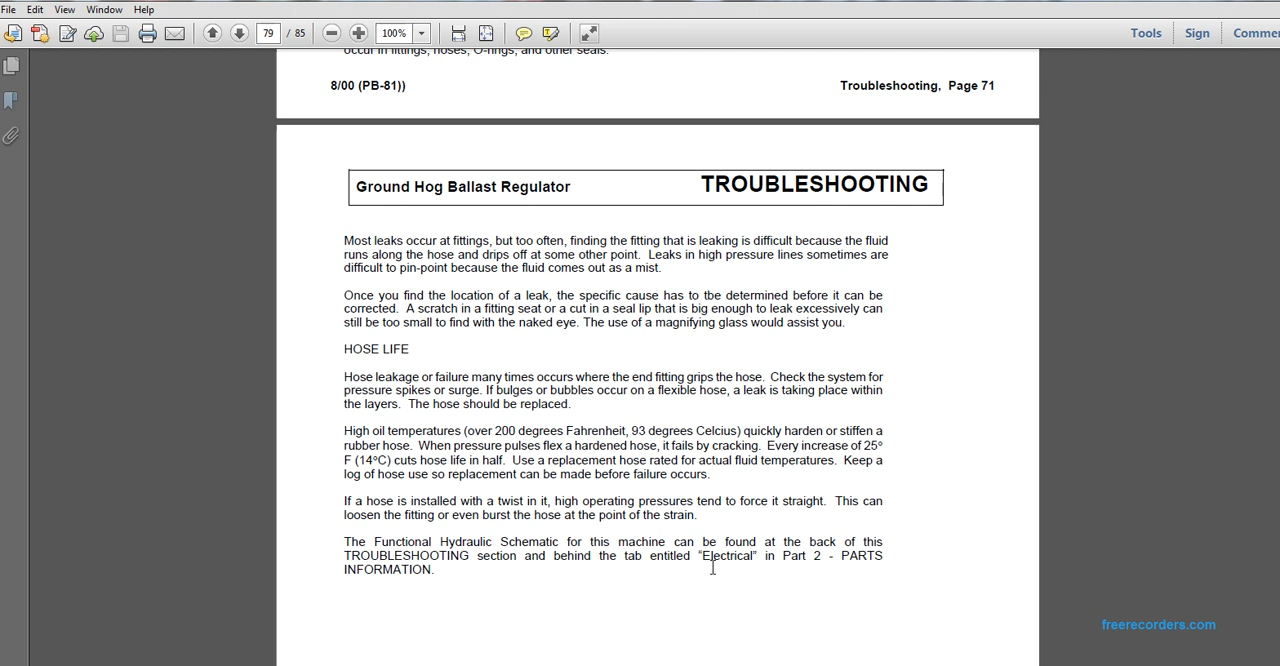 File Edit View Window Help
79 / 85 100% Tools Sign Commen
occur in fittings, hoses, O-rings, and other seals.
8/00 (PB-81)) Troubleshooting, Page 71
Ground Hog Ballast Regulator TROUBLESHOOTING
Most leaks occur at fittings, but too often, finding the fitting that is leaking is difficult because the fluid
runs along the hose and drips off at some other point. Leaks in high pressure lines sometimes are
difficult to pin-point because the fluid comes out as a mist.
Once you find the location of a leak, the specific cause has to tbe determined before it can be
corrected. A scratch in a fitting seat or a cut in a seal lip that is big enough to leak excessively can
still be too small to find with the naked eye. The use of a magnifying glass would assist you.
HOSE LIFE
Hose leakage or failure many times occurs where the end fitting grips the hose. Check the system for
pressure spikes or surge. If bulges or bubbles occur on a flexible hose, a leak is taking place within
the layers. The hose should be replaced.
High oil temperatures (over 200 degrees Fahrenheit, 93 degrees Celcius) quickly harden or stiffen a
rubber hose. When pressure pulses flex a hardened hose, it fails by cracking. Every increase of 25º
F (14ºC) cuts hose life in half. Use a replacement hose rated for actual fluid temperatures. Keep a
log of hose use so replacement can be made before failure occurs.
If a hose is installed with a twist in it, high operating pressures tend to force it straight. This can
loosen the fitting or even burst the hose at the point of the strain.
The Functional Hydraulic Schematic for this machine can be found at the back of this
TROUBLESHOOTING section and behind the tab entitled “Electrical” in Part 2 - PARTS
INFORMATION.
freerecorders.com